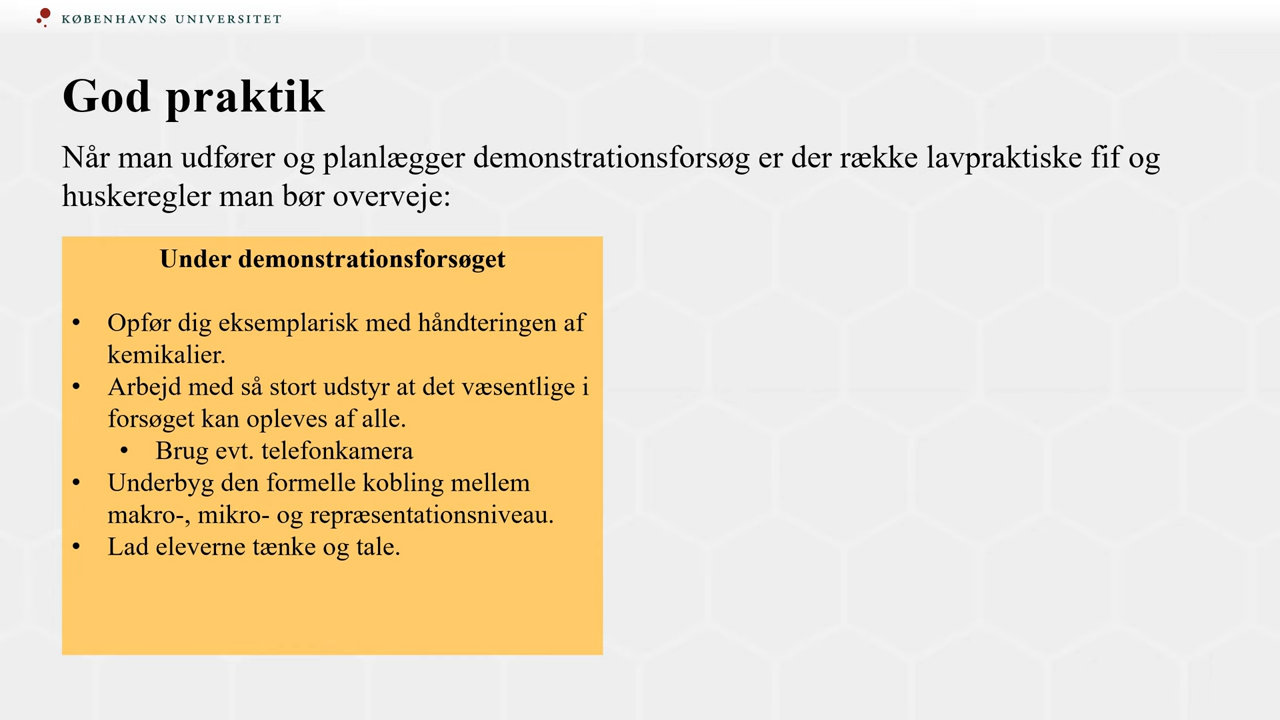 KØBENHAVNS UNIVERSITET
God praktik
Når man udfører og planlægger demonstrationsforsøg er der række lavpraktiske fif og
huskeregler man bør overveje:
Under demonstrationsforsøget
• Opfør dig eksemplarisk med håndteringen af
kemikalier.
• Arbejd med så stort udstyr at det væsentlige i
forsøget kan opleves af alle.
• Brug evt. telefonkamera
• Underbyg den formelle kobling mellem
makro-, mikro- og repræsentationsniveau.
• Lad eleverne tænke og tale.